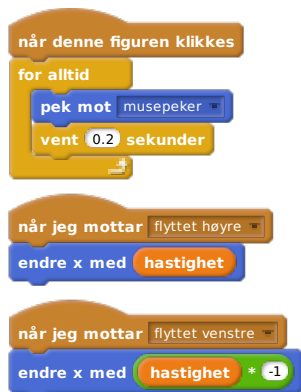 når denne figuren klikkes
for alltid
pek mot musepeker
vent 0.2 sekunder
når jeg mottar flyttet høyre
endre x med hastighet
når jeg mottar flyttet venstre
endre x med hastighet * -1